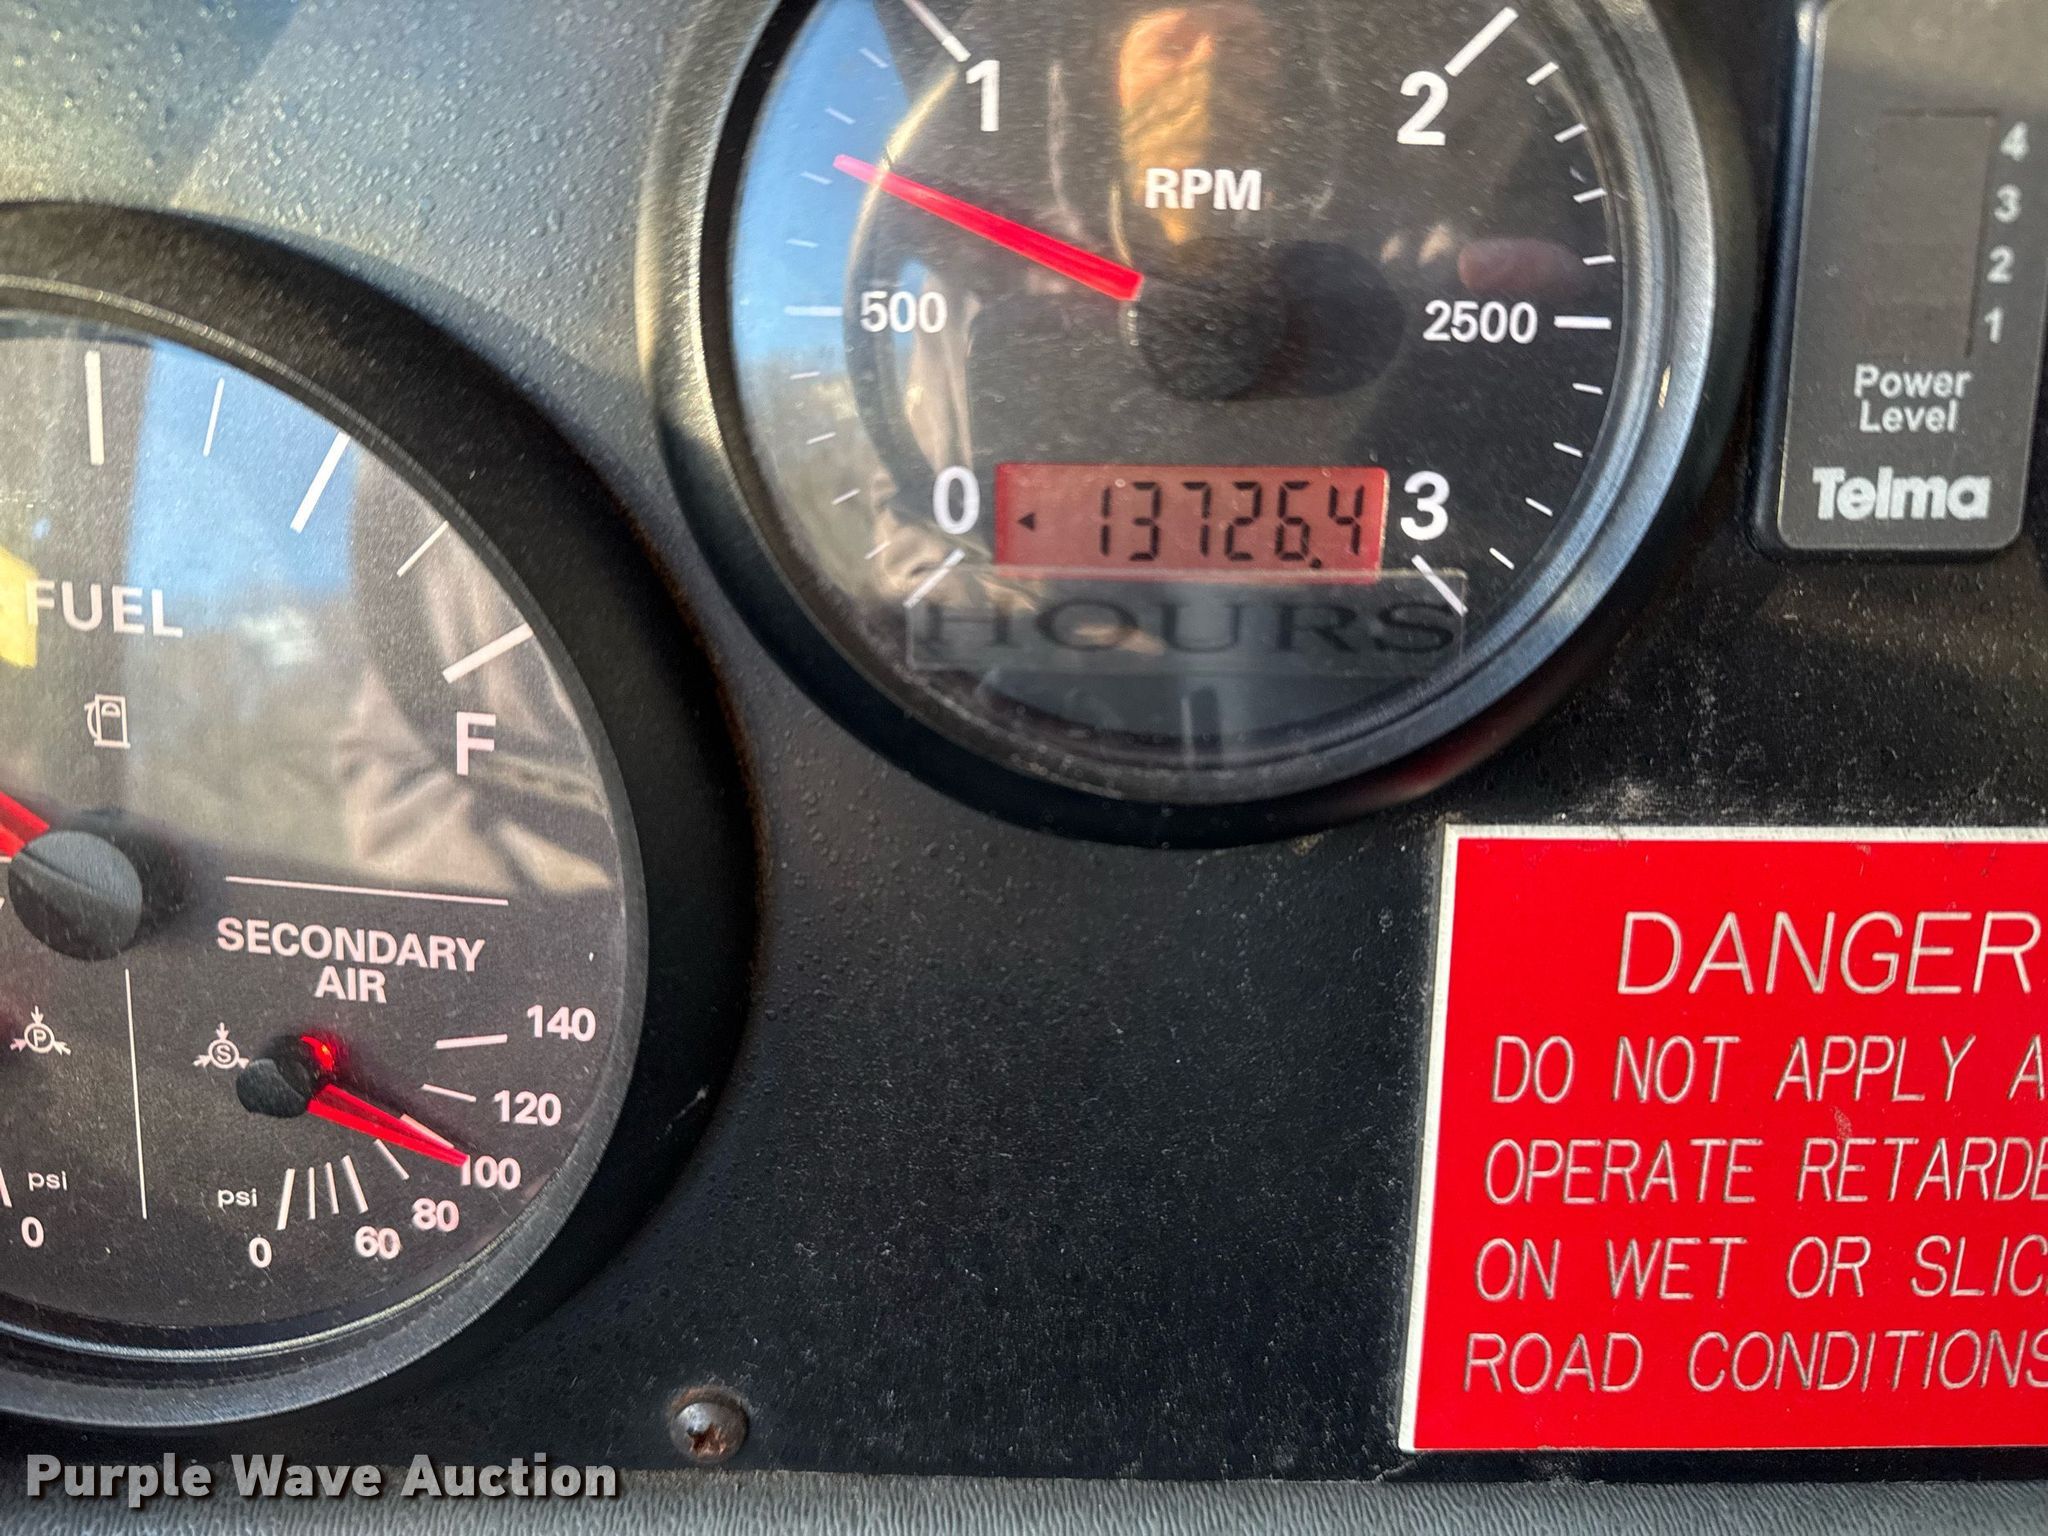 1
2
RPM
500
2500
0
13726.4
3
HOURS
4
3
2
1
Power
Level
Telma
FUEL
F
SECONDARY
AIR
P
S
140
120
100
80
60
0
psi
psi
0
DANGER
DO NOT APPLY A
OPERATE RETARDE
ON WET OR SLIC
ROAD CONDITIONS
Purple Wave Auction